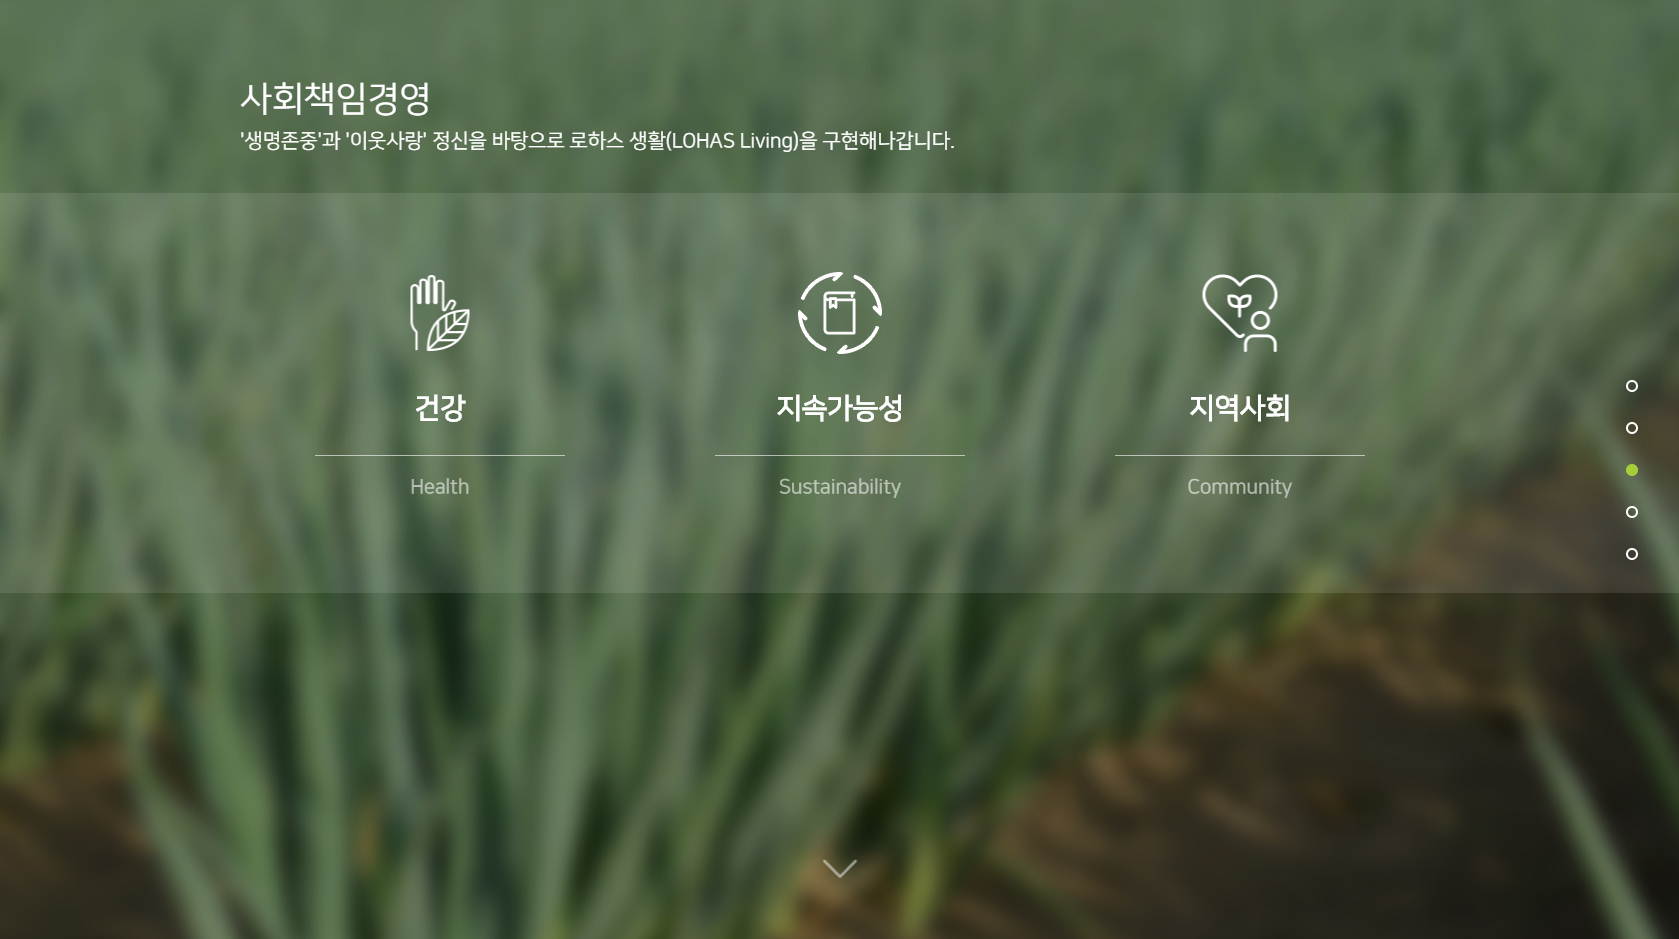 사회책임경영
'생명존중'과 '이웃사랑' 정신을 바탕으로 로하스 생활(LOHAS Living)을 구현해나갑니다.
건강
지속가능성
지역사회
Health
Sustainability
Community